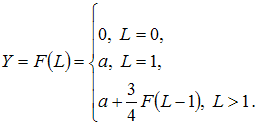 Y = F(L) = { 0, L = 0,
a, L = 1,
a + 3/4 F(L−1), L > 1.